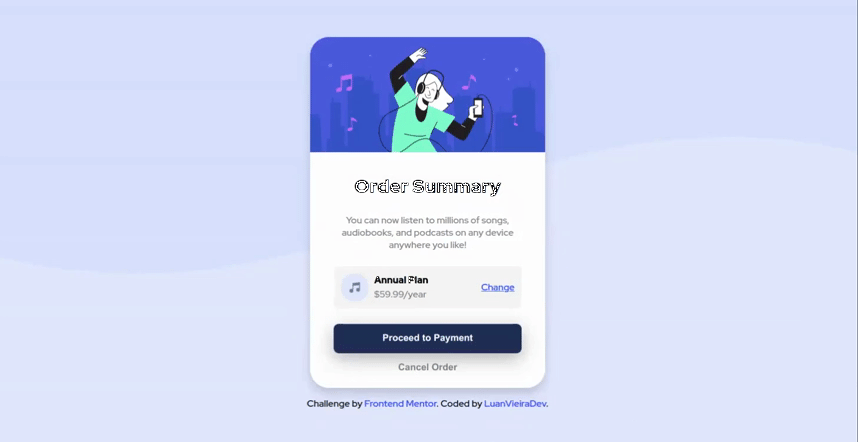 Order Summary
You can now listen to millions of songs,
audiobooks, and podcasts on any device
anywhere you like!
Annual Plan
$59.99/year
Change
Proceed to Payment
Cancel Order
Challenge by Frontend Mentor. Coded by LuanVieiraDev.